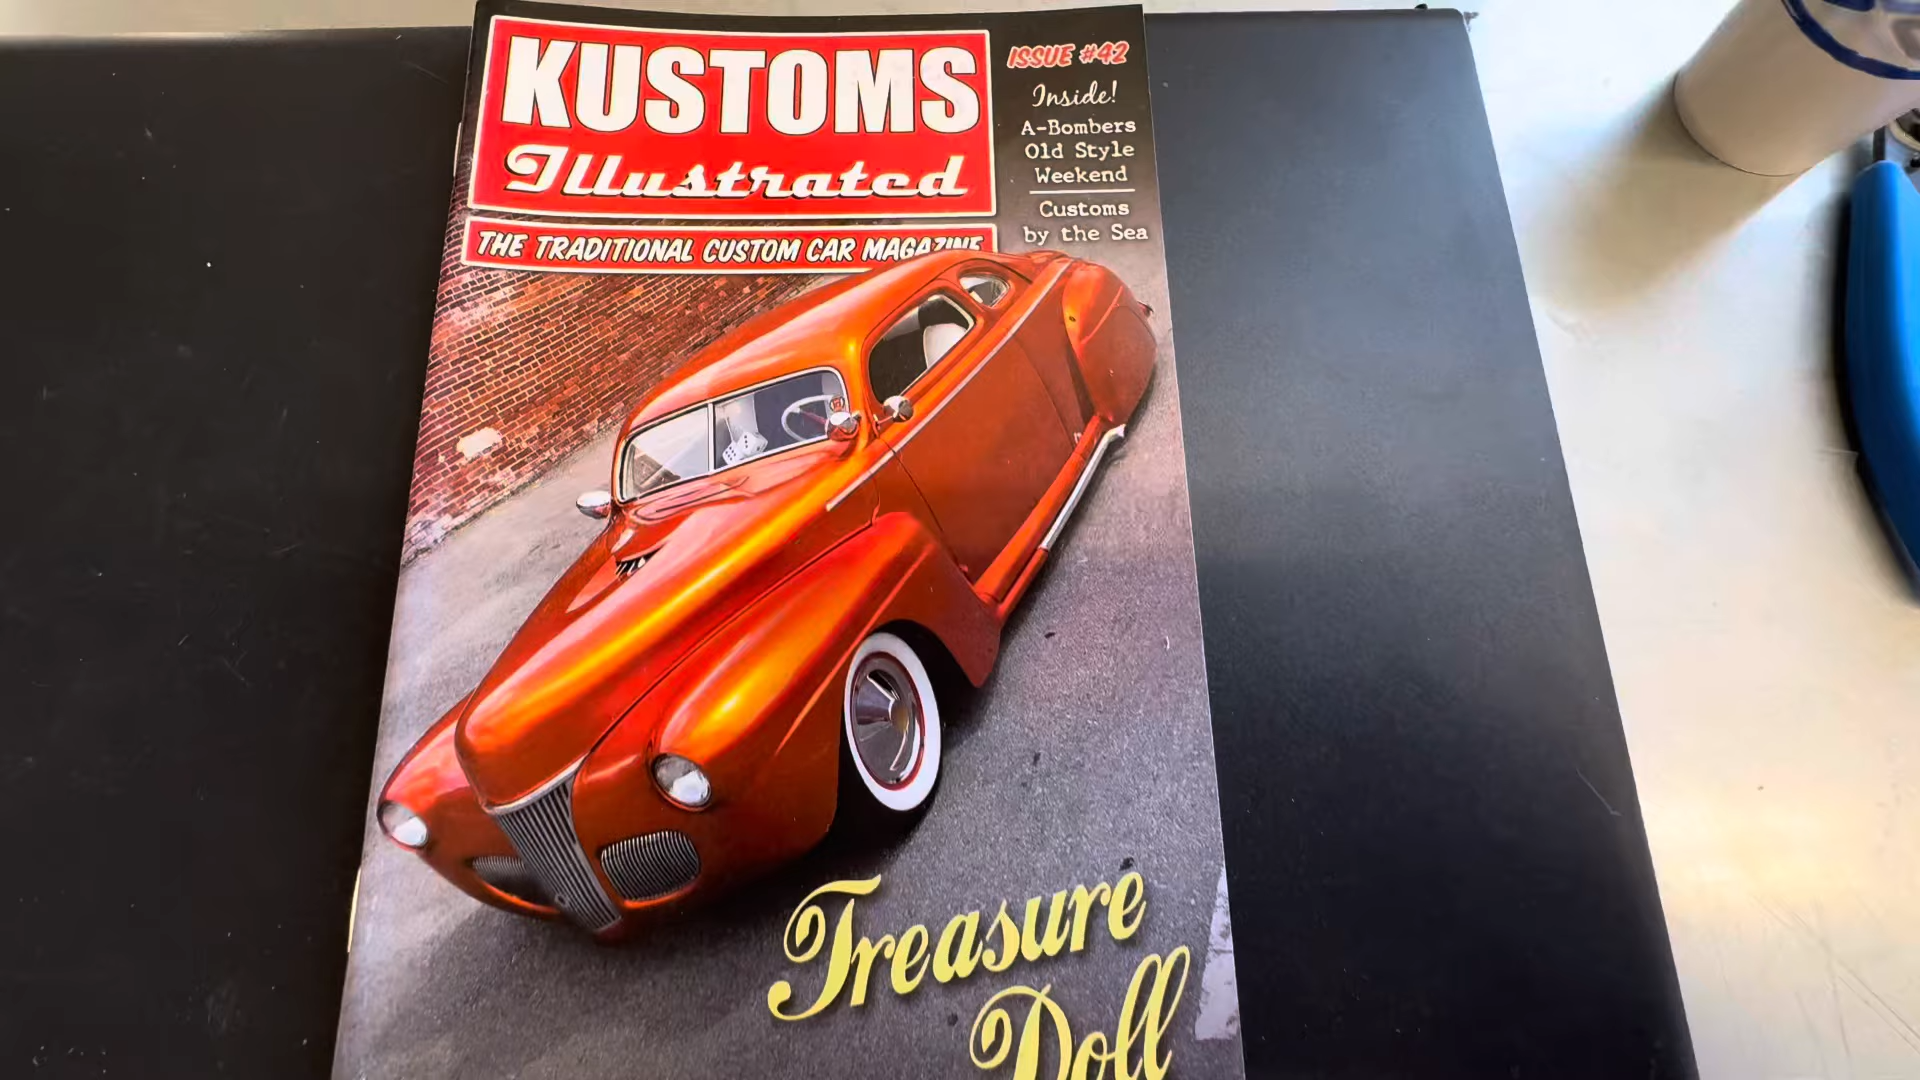 KUSTOMS
Illustrated
THE TRADITIONAL CUSTOM CAR MAGAZINE
ISSUE #42
Inside!
A-Bombers
Old Style
Weekend
Customs
by the Sea
Treasure
Doll